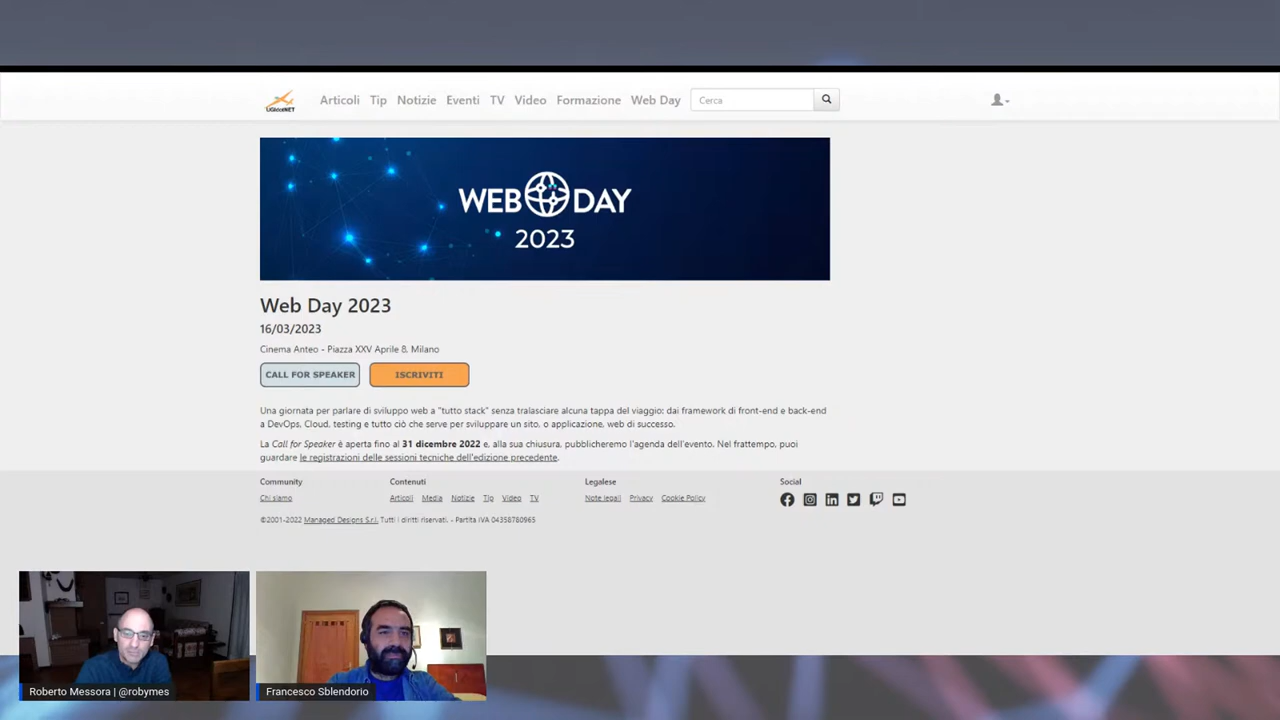 UGIdotNET
Articoli Tip Notizie Eventi TV Video Formazione Web Day Cerca
WEB DAY
2023
Web Day 2023
16/03/2023
Cinema Anteo - Piazza XXV Aprile 8, Milano
CALL FOR SPEAKER ISCRIVITI
Una giornata per parlare di sviluppo web a "tutto stack" senza tralasciare alcuna tappa del viaggio: dai framework di front-end e back-end
a DevOps, Cloud, testing e tutto ciò che serve per sviluppare un sito, o applicazione, web di successo.
La Call for Speaker è aperta fino al 31 dicembre 2022 e, alla sua chiusura, pubblicheremo l'agenda dell'evento. Nel frattempo, puoi
guardare le registrazioni delle sessioni tecniche dell'edizione precedente.
Community Contenuti Legalese Social
Chi siamo Articoli Media Notizie Tip Video TV Note legali Privacy Cookie Policy
©2001-2022 Managed Designs S.r.l. Tutti i diritti riservati. - Partita IVA 04358780965
Roberto Messora | @robymes Francesco Sblendorio